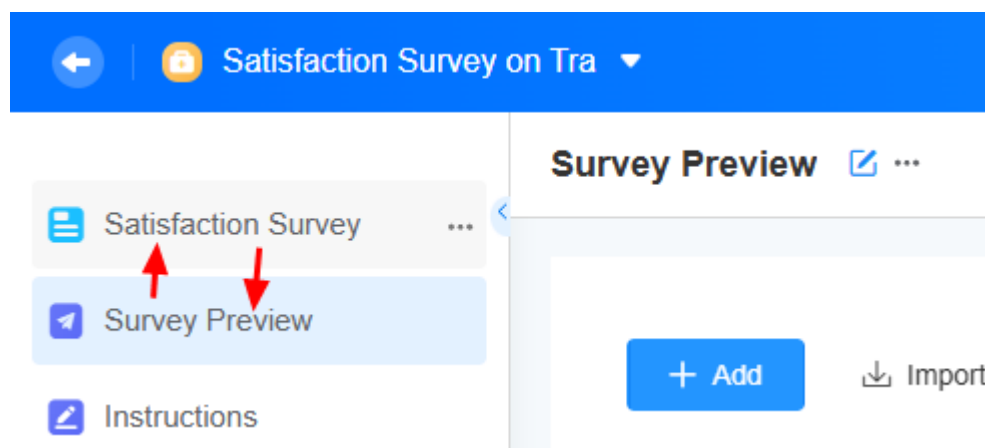 Satisfaction Survey on Tra
Survey Preview
Satisfaction Survey
Survey Preview
Instructions
Add
Import